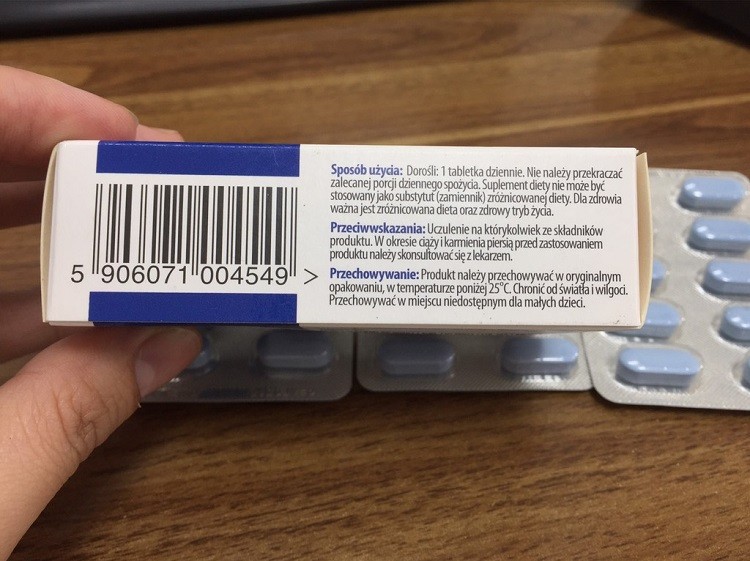 Sposób użycia: Dorośli: 1 tabletka dziennie. Nie należy przekraczać
zalecanej porcji dziennego spożycia. Suplement diety nie może być
stosowany jako substytut (zamiennik) zróżnicowanej diety. Dla zdrowia
ważna jest zróżnicowana dieta oraz zdrowy tryb życia.
Przeciwwskazania: Uczulenie na którykolwiek ze składników
produktu. W okresie ciąży i karmienia piersią przed zastosowaniem
produktu należy skonsultować się z lekarzem.
Przechowywanie: Produkt należy przechowywać w oryginalnym
opakowaniu, w temperaturze poniżej 25°C. Chronić od światła i wilgoci.
Przechowywać w miejscu niedostępnym dla małych dzieci.
5 906071 004549 >